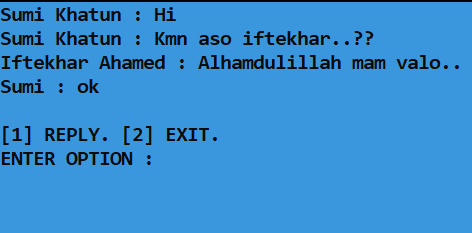 Sumi Khatun : Hi
Sumi Khatun : Kmn aso iftekhar..??
Iftekhar Ahamed : Alhamdulillah mam valo..
Sumi : ok
[1] REPLY. [2] EXIT.
ENTER OPTION :